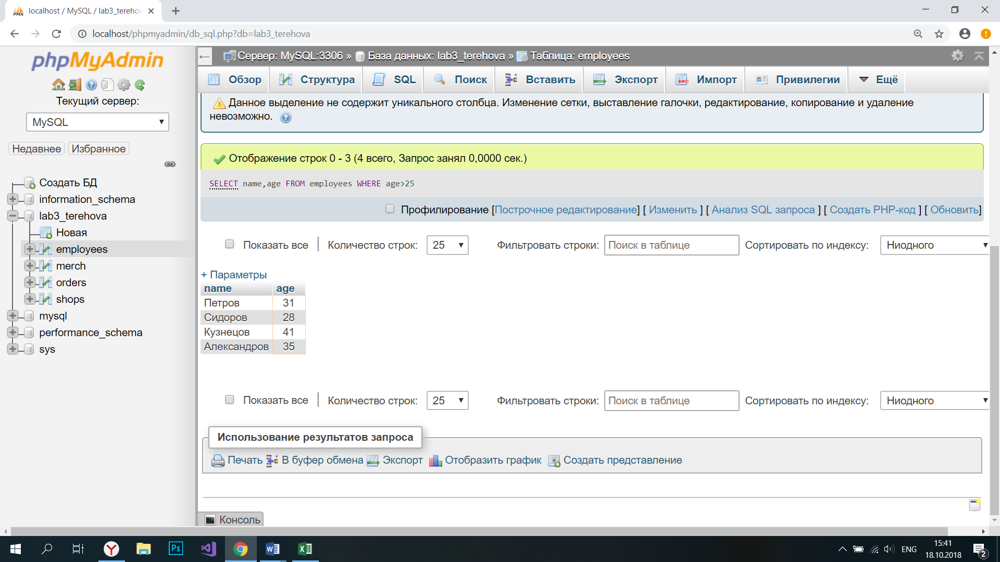 localhost / MySQL / lab3_terehov
localhost/phpmyadmin/db_sql.php?db=lab3_terehova
phpMyAdmin
Текущий сервер:
MySQL
Недавнее Избранное
Создать БД
information_schema
lab3_terehova
Новая
employees
merch
orders
shops
mysql
performance_schema
sys
Сервер: MySQL:3306 » База данных: lab3_terehova » Таблица: employees
Обзор Структура SQL Поиск Вставить Экспорт Импорт Привилегии Ещё
Данное выделение не содержит уникального столбца. Изменение сетки, выставление галочки, редактирование, копирование и удаление
невозможно.
Отображение строк 0 - 3 (4 всего, Запрос занял 0,0000 сек.)
SELECT name,age FROM employees WHERE age>25
Профилирование [Построчное редактирование] [ Изменить ] [ Анализ SQL запроса ] [ Создать PHP-код ] [ Обновить]
Показать все Количество строк: 25 Фильтровать строки: Поиск в таблице Сортировать по индексу: Ниодного
+ Параметры
name age
Петров 31
Сидоров 28
Кузнецов 41
Александров 35
Показать все Количество строк: 25 Фильтровать строки: Поиск в таблице Сортировать по индексу: Ниодного
Использование результатов запроса
Печать В буфер обмена Экспорт Отобразить график Создать представление
Консоль
ENG
15:41
18.10.2018
2